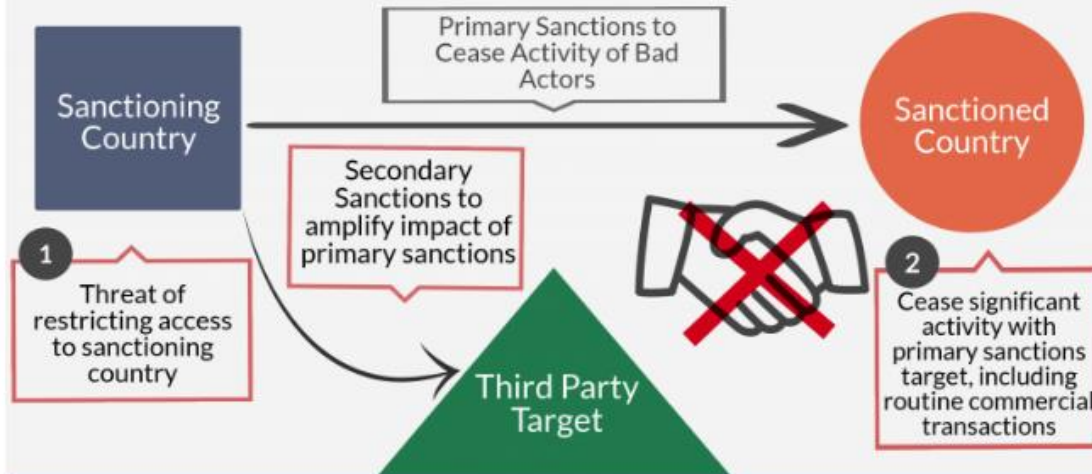 Primary Sanctions to
Cease Activity of Bad
Actors
Sanctioning
Country
Sanctioned
Country
Secondary
Sanctions to
amplify impact of
primary sanctions
1
Threat of
restricting access
to sanctioning
country
2
Cease significant
activity with
primary sanctions
target, including
routine commercial
transactions
Third Party
Target